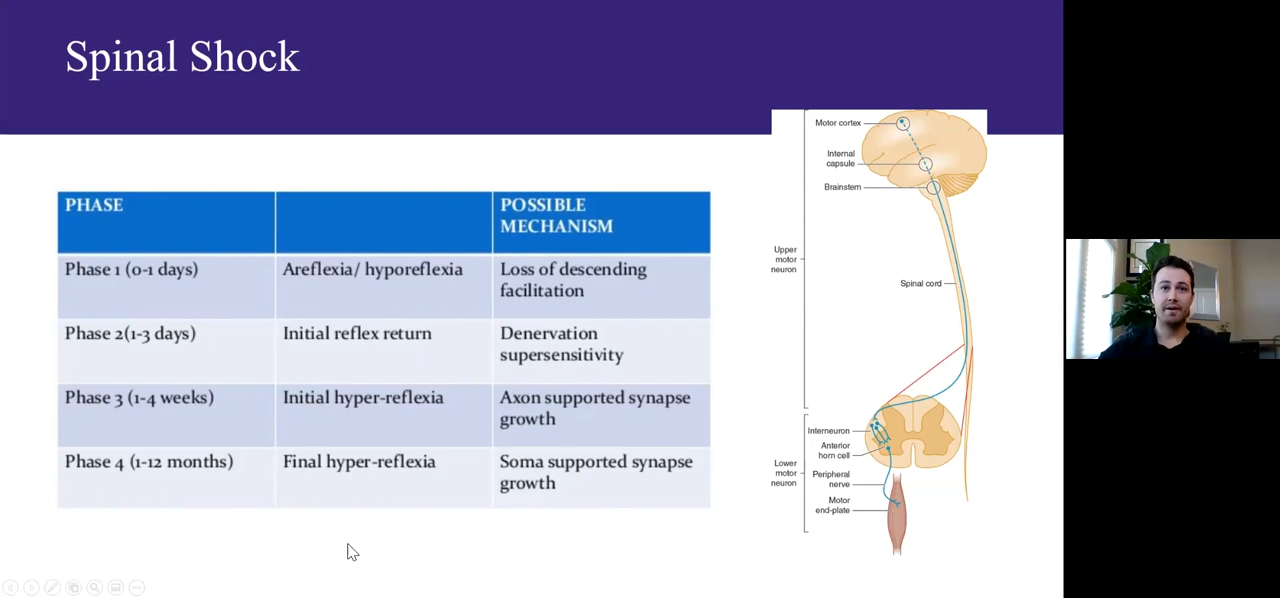 Spinal Shock
PHASE
POSSIBLE
MECHANISM
Phase 1 (0-1 days)
Areflexia/ hyporeflexia
Loss of descending
facilitation
Phase 2(1-3 days)
Initial reflex return
Denervation
supersensitivity
Phase 3 (1-4 weeks)
Initial hyper-reflexia
Axon supported synapse
growth
Phase 4 (1-12 months)
Final hyper-reflexia
Soma supported synapse
growth
Motor cortex
Internal
capsule
Brainstem
Upper
motor
neuron
Spinal cord
Interneuron
Anterior
horn cell
Lower
motor
neuron
Peripheral
nerve
Motor
end-plate